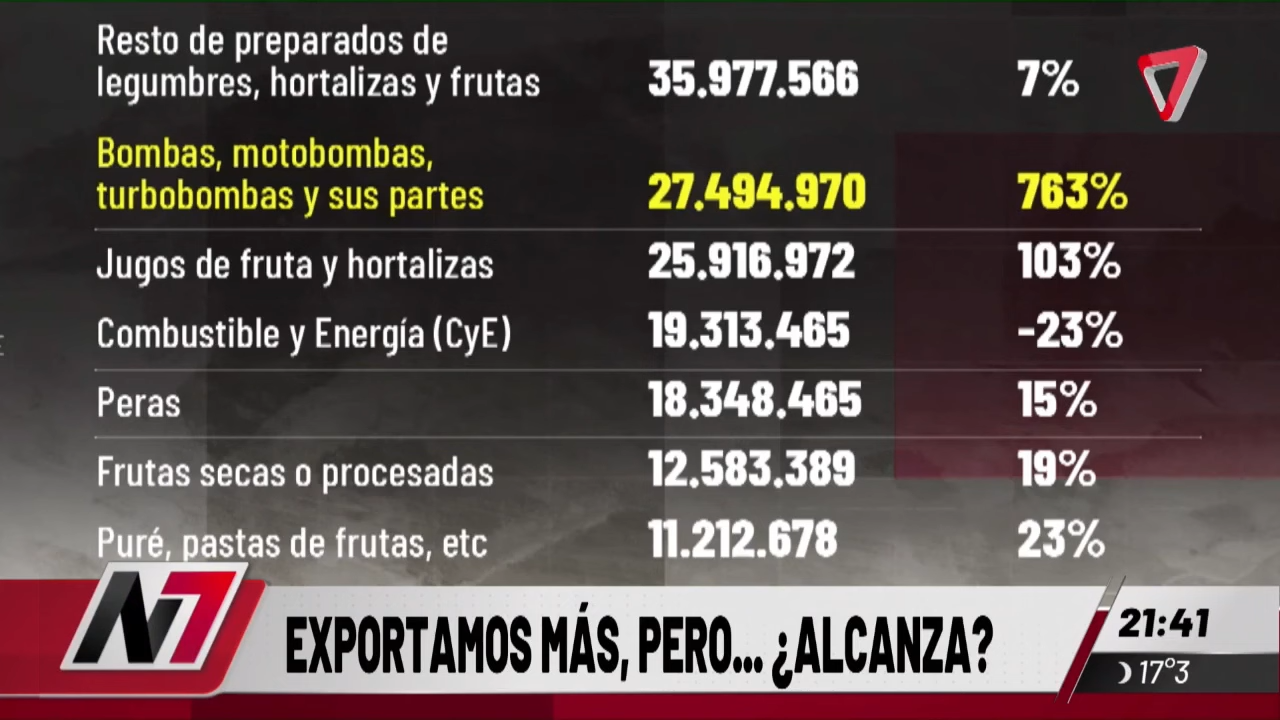 Resto de preparados de
legumbres, hortalizas y frutas 35.977.566 7%
Bombas, motobombas,
turbobombas y sus partes 27.494.970 763%
Jugos de fruta y hortalizas 25.916.972 103%
Combustible y Energía (CyE) 19.313.465 -23%
Peras 18.348.465 15%
Frutas secas o procesadas 12.583.389 19%
Puré, pastas de frutas, etc 11.212.678 23%
N7
EXPORTAMOS MÁS, PERO... ¿ALCANZA?
21:41
17°3